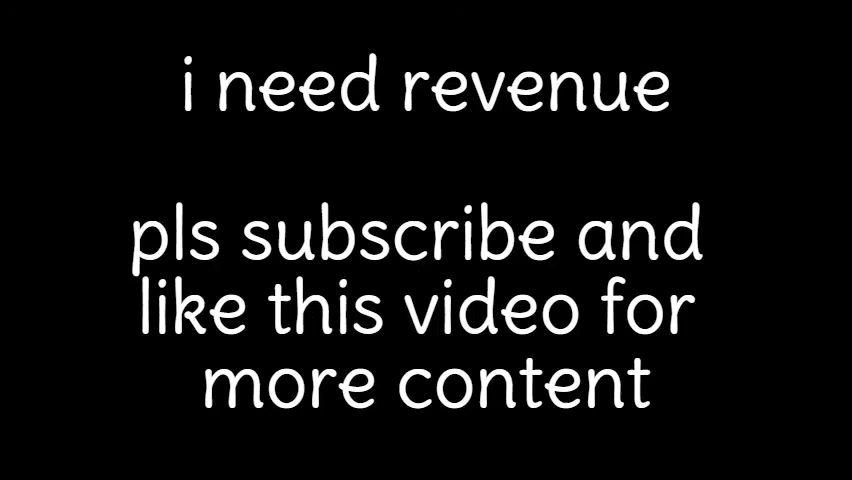 i need revenue
pls subscribe and
like this video for
more content